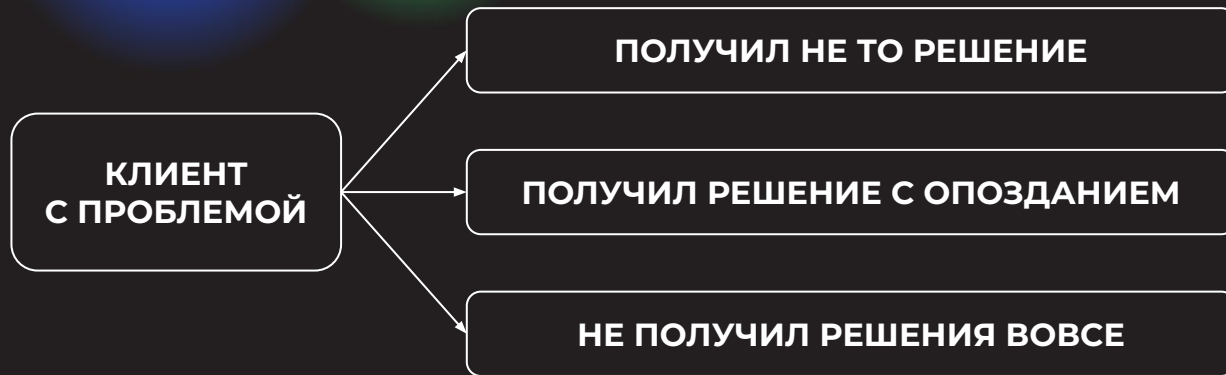 ПОЛУЧИЛ НЕ ТО РЕШЕНИЕ
КЛИЕНТ
С ПРОБЛЕМОЙ
ПОЛУЧИЛ РЕШЕНИЕ С ОПОЗДАНИЕМ
НЕ ПОЛУЧИЛ РЕШЕНИЯ ВОВСЕ